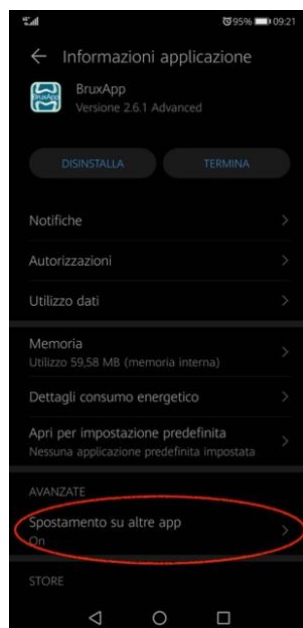 95% 09:21
Informazioni applicazione
BruxApp
Versione 2.6.1 Advanced
DISINSTALLA TERMINA
Notifiche
Autorizzazioni
Utilizzo dati
Memoria
Utilizzo 59,58 MB (memoria interna)
Dettagli consumo energetico
Apri per impostazione predefinita
Nessuna applicazione predefinita impostata
AVANZATE
Spostamento su altre app
On
STORE